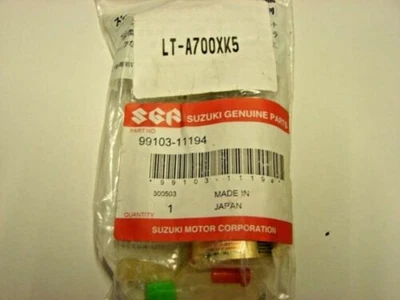 LT-A700XK5
SGP SUZUKI GENUINE PARTS
PART NO.
99103-11194
*99103-11194*
300503
MADE IN
JAPAN
QUANTITY
1
SUZUKI MOTOR CORPORATION